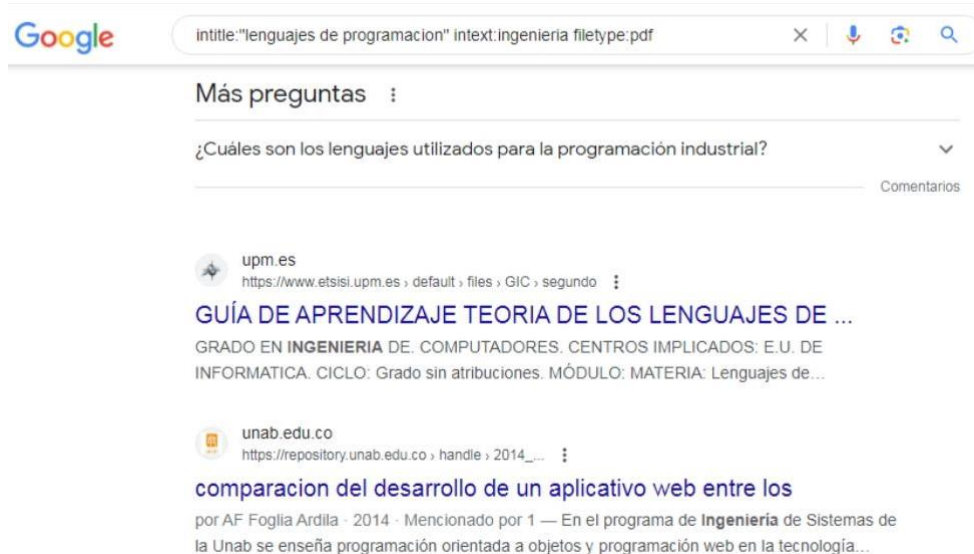 Google
intitle:"lenguajes de programacion" intext:ingenieria filetype:pdf
Más preguntas
¿Cuáles son los lenguajes utilizados para la programación industrial?
Comentarios
upm.es
https://www.etsisi.upm.es › default › files › GIC › segundo
GUÍA DE APRENDIZAJE TEORIA DE LOS LENGUAJES DE ...
GRADO EN INGENIERIA DE. COMPUTADORES. CENTROS IMPLICADOS: E.U. DE
INFORMATICA. CICLO: Grado sin atribuciones. MÓDULO: MATERIA: Lenguajes de...
unab.edu.co
https://repository.unab.edu.co › handle › 2014_...
comparacion del desarrollo de un aplicativo web entre los
por AF Foglia Ardila · 2014 · Mencionado por 1 — En el programa de Ingeniería de Sistemas de
la Unab se enseña programación orientada a objetos y programación web en la tecnología...